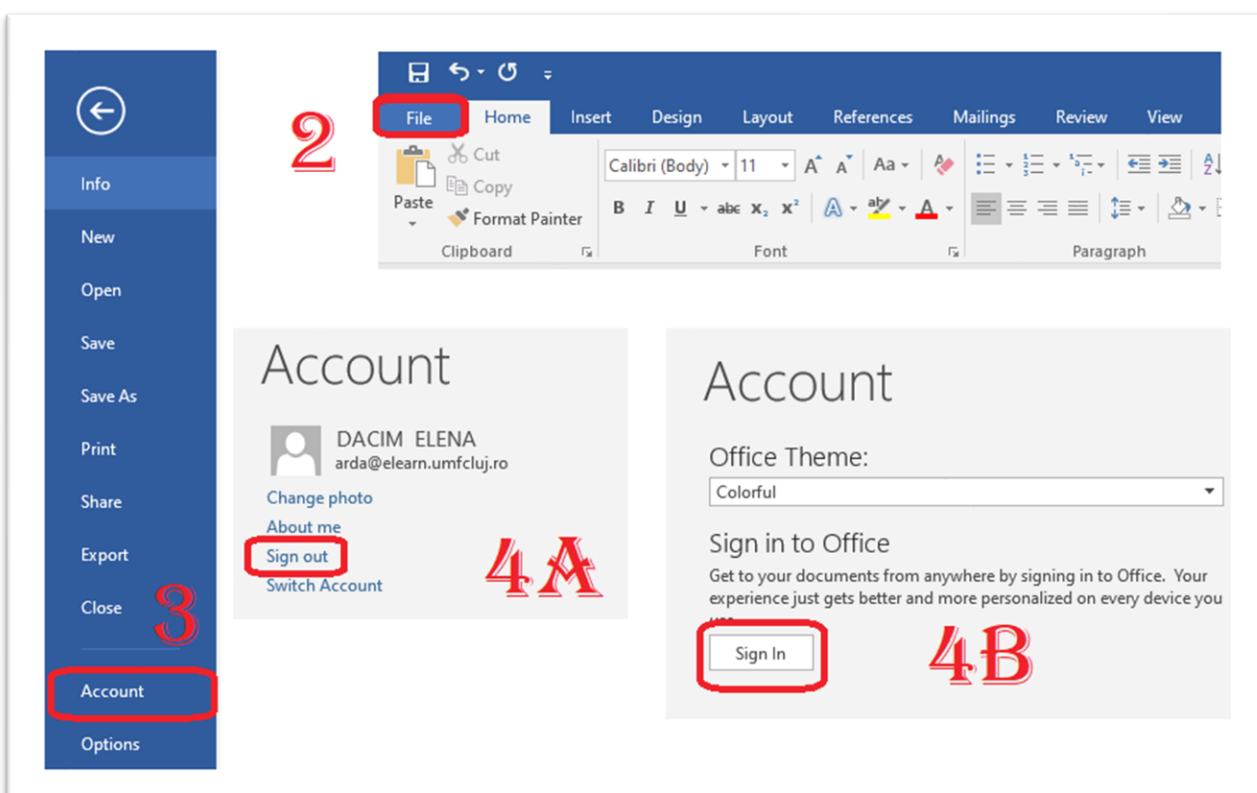 Info
New
Open
Save
Save As
Print
Share
Export
Close
3
Account
Options
2
File Home Insert Design Layout References Mailings Review View
Cut
Copy
Paste
Format Painter
Calibri (Body) 11 A A Aa
B I U abc X₂ X² A aby A
Clipboard Font Paragraph
Account
DACIM ELENA
arda@elearn.umfcluj.ro
Change photo
About me
Sign out
Switch Account
4A
Account
Office Theme:
Colorful
Sign in to Office
Get to your documents from anywhere by signing in to Office. Your
experience just gets better and more personalized on every device you
Sign In
4B